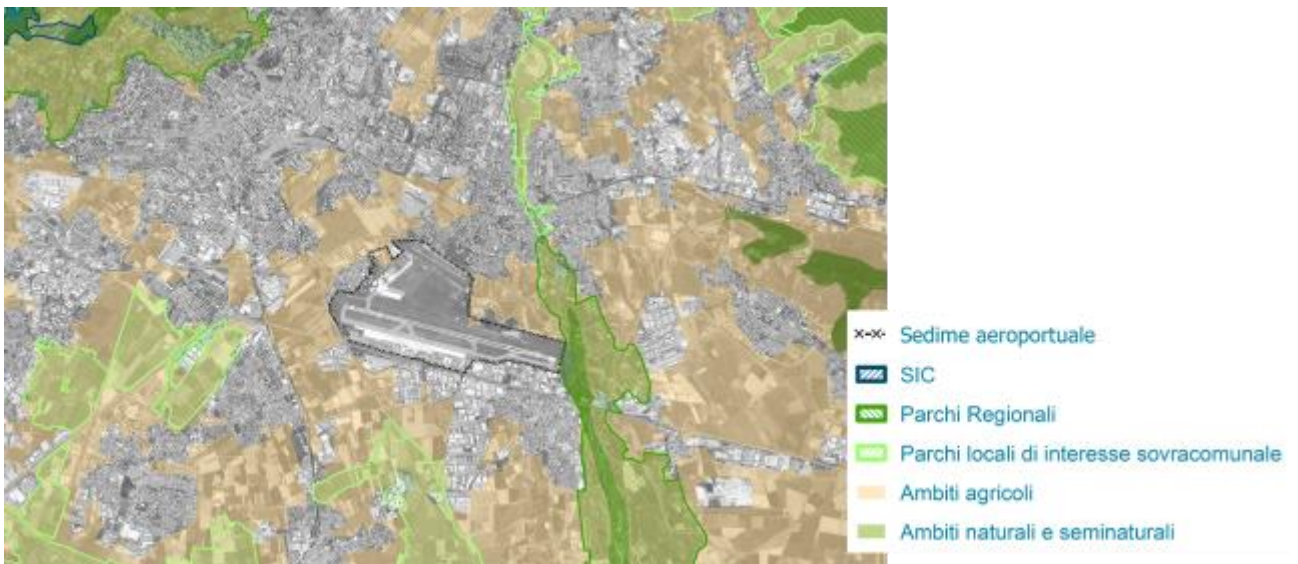 Sedime aeroportuale
SIC
Parchi Regionali
Parchi locali di interesse sovracomunale
Ambiti agricoli
Ambiti naturali e seminaturali